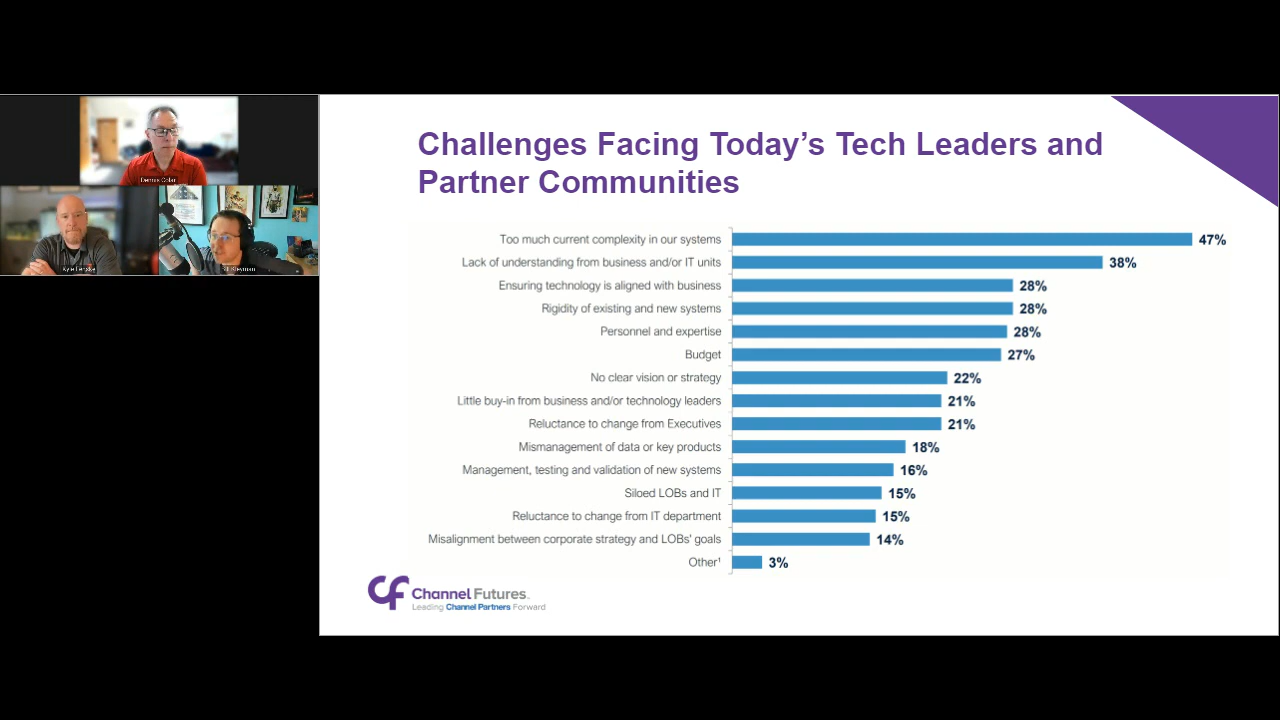 Dennis Colar
Challenges Facing Today's Tech Leaders and
Partner Communities
Too much current complexity in our systems 47%
Lack of understanding from business and/or IT units 38%
Ensuring technology is aligned with business 28%
Rigidity of existing and new systems 28%
Personnel and expertise 28%
Budget 27%
No clear vision or strategy 22%
Little buy-in from business and/or technology leaders 21%
Reluctance to change from Executives 21%
Mismanagement of data or key products 18%
Management, testing and validation of new systems 16%
Siloed LOBs and IT 15%
Reluctance to change from IT department 15%
Misalignment between corporate strategy and LOBs' goals 14%
Other¹ 3%
CF
Channel Futures.
Leading Channel Partners Forward